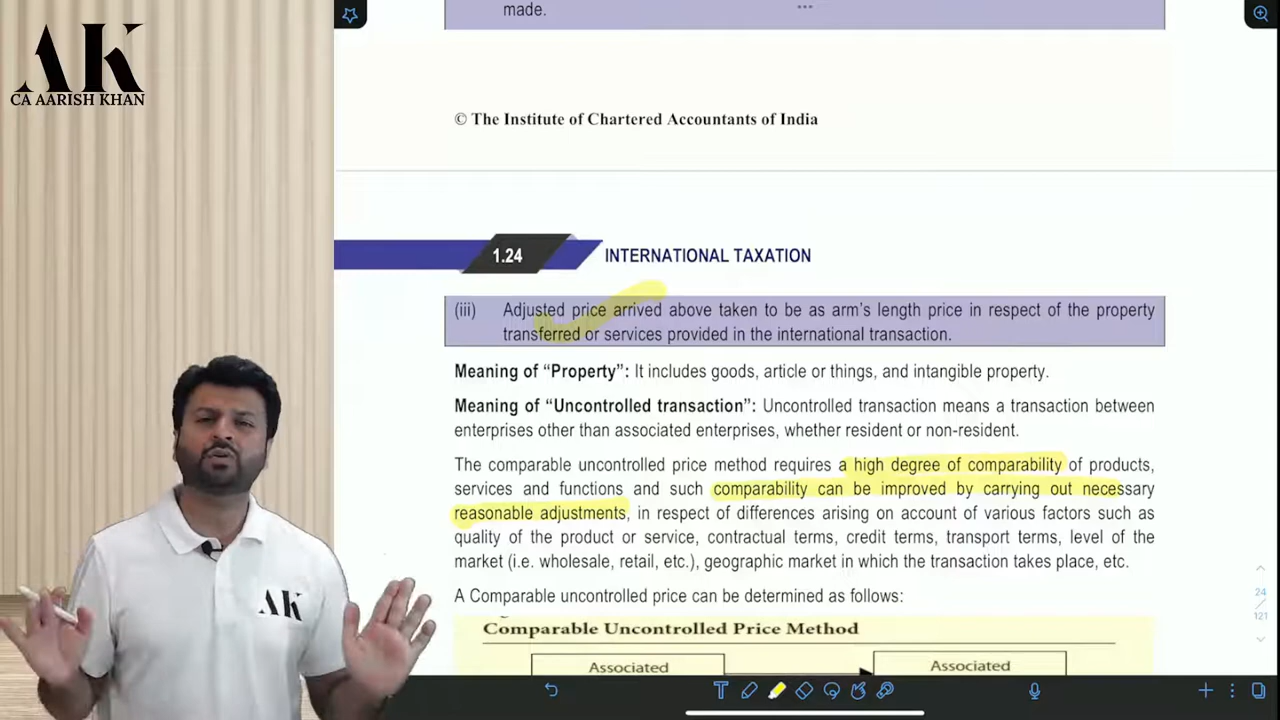 AK
CA AARISH KHAN
made.
© The Institute of Chartered Accountants of India
1.24 INTERNATIONAL TAXATION
(iii) Adjusted price arrived above taken to be as arm's length price in respect of the property
transferred or services provided in the international transaction.
Meaning of "Property": It includes goods, article or things, and intangible property.
Meaning of "Uncontrolled transaction": Uncontrolled transaction means a transaction between
enterprises other than associated enterprises, whether resident or non-resident.
The comparable uncontrolled price method requires a high degree of comparability of products,
services and functions and such comparability can be improved by carrying out necessary
reasonable adjustments, in respect of differences arising on account of various factors such as
quality of the product or service, contractual terms, credit terms, transport terms, level of the
market (i.e. wholesale, retail, etc.), geographic market in which the transaction takes place, etc.
A Comparable uncontrolled price can be determined as follows:
Comparable Uncontrolled Price Method
Associated
Associated
AK
24
121
T